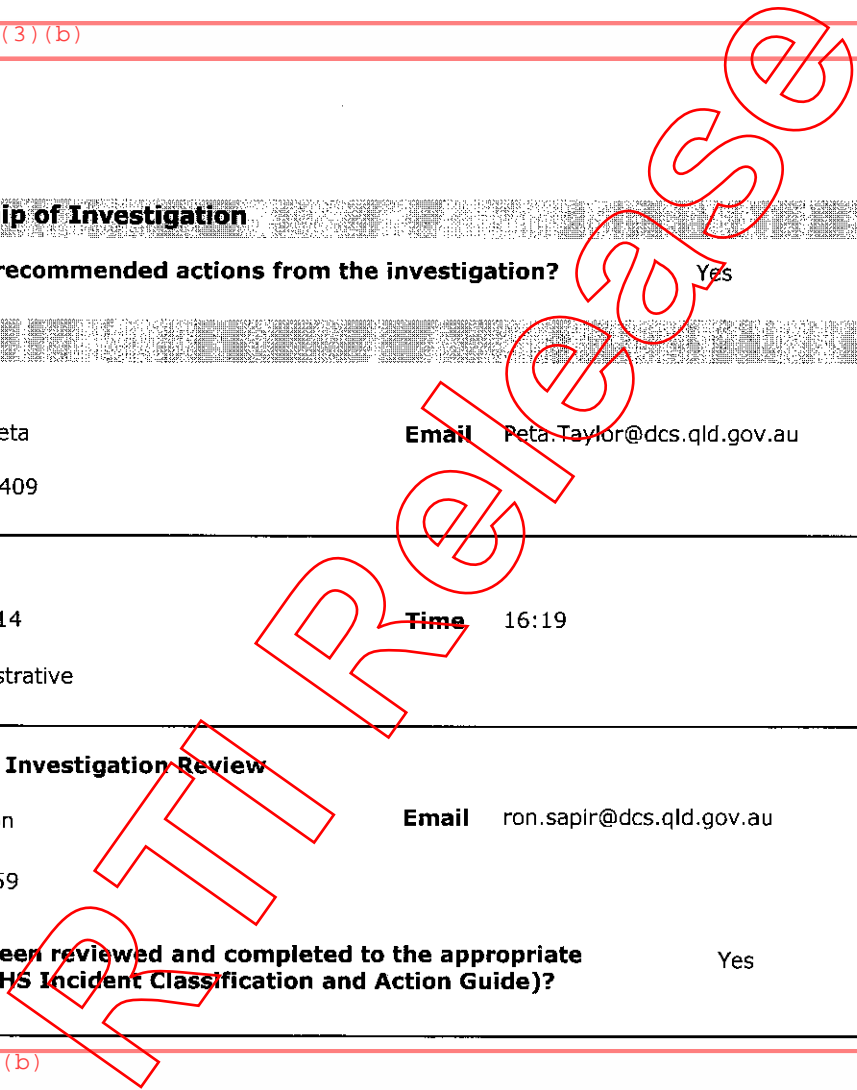 (3)(b)
ip of Investigation
recommended actions from the investigation? Yes
eta Email Peta.Taylor@dcs.qld.gov.au
409
14 Time 16:19
strative
Investigation Review
n Email ron.sapir@dcs.qld.gov.au
59
een reviewed and completed to the appropriate Yes
HS Incident Classification and Action Guide)?
(b)
RTI Release